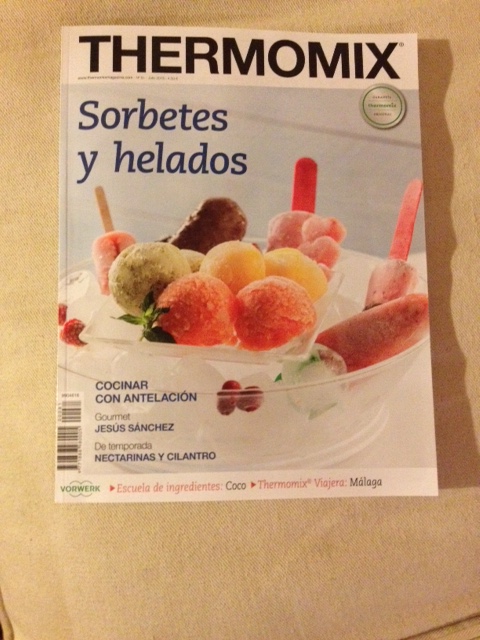 THERMOMIX®
Sorbetes
y helados
THERMOMIX
COCINAR
CON ANTELACIÓN
Gourmet
JESÚS SÁNCHEZ
De temporada
NECTARINAS Y CILANTRO
VORWERK
Escuela de ingredientes: Coco Thermomix® Viajera: Málaga